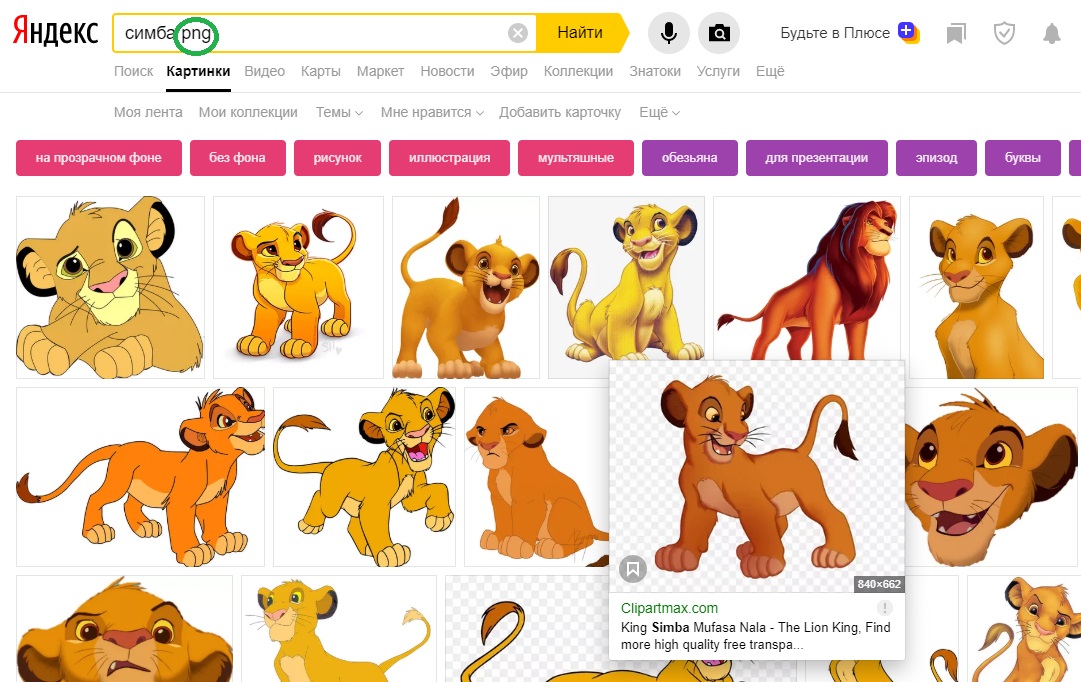 Яндекс
симба png
Найти
Будьте в Плюсе
Поиск Картинки Видео Карты Маркет Новости Эфир Коллекции Знатоки Услуги Ещё
Моя лента Мои коллекции Темы Мне нравится Добавить карточку Ещё
на прозрачном фоне без фона рисунок иллюстрация мультяшные обезьяна для презентации эпизод буквы
840×662
Clipartmax.com
King Simba Mufasa Nala - The Lion King, Find
more high quality free transpa...